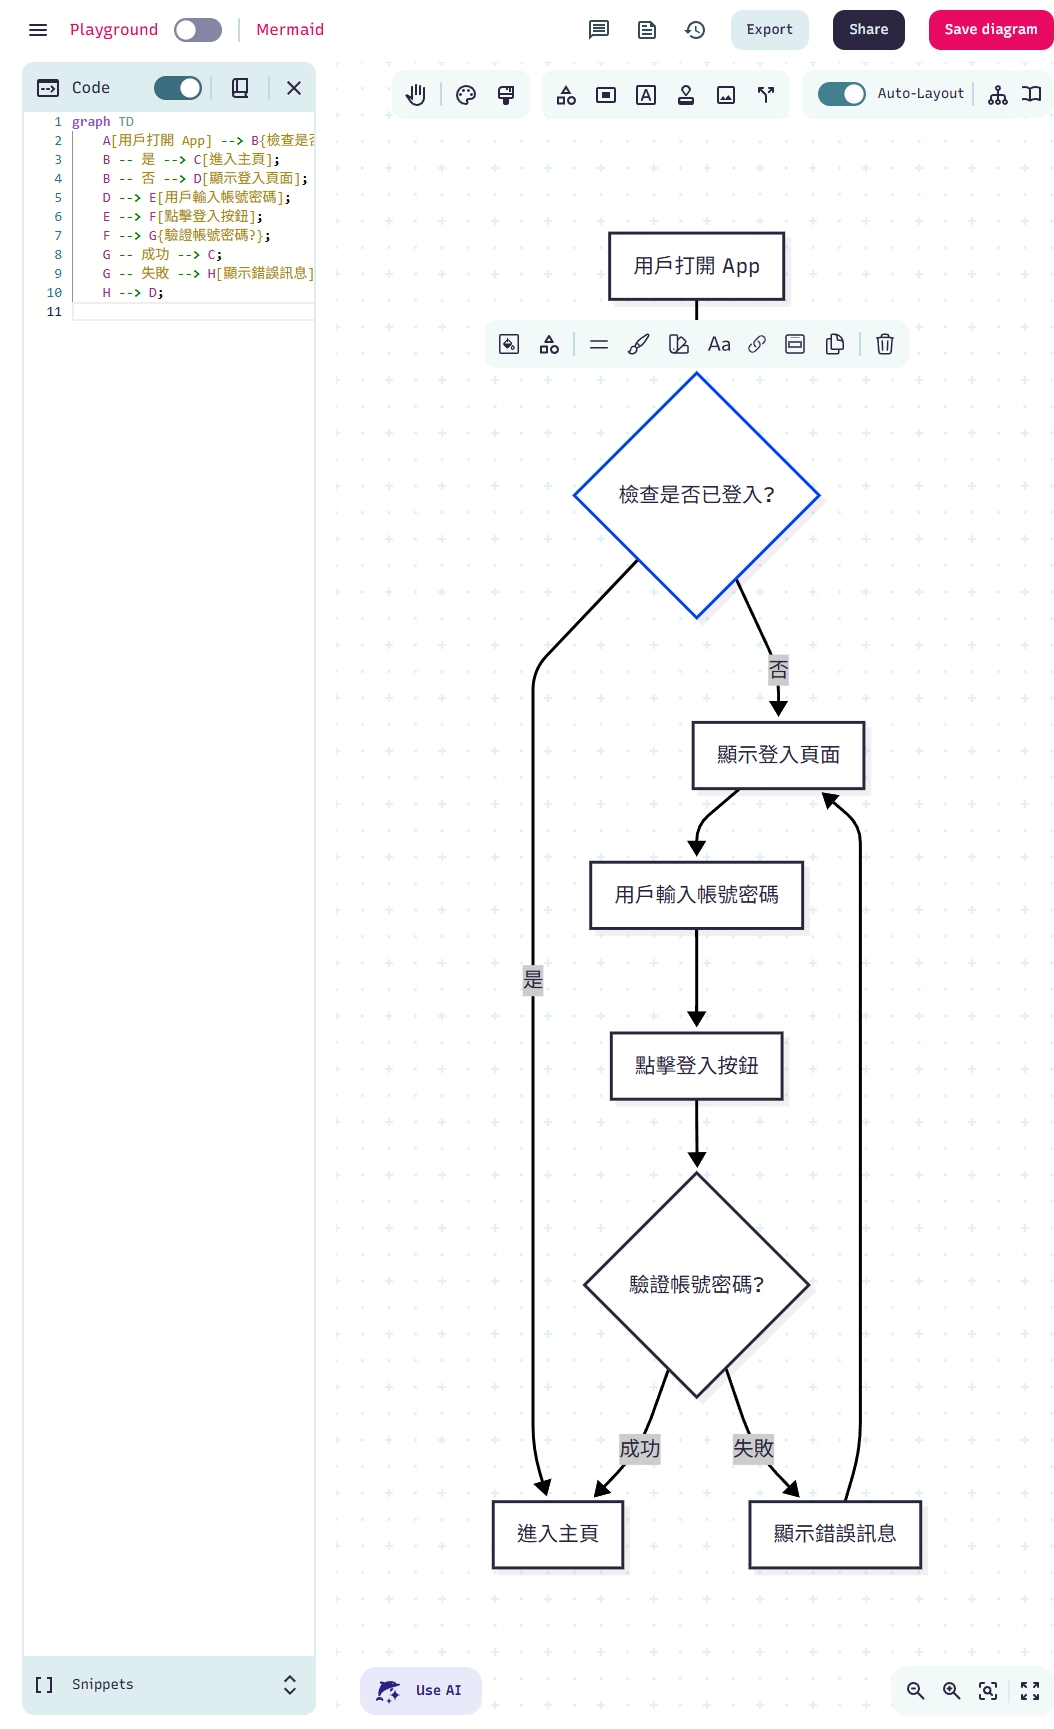 Playground
Mermaid
Export
Share
Save diagram
Code
Auto-Layout
1 graph TD
2 A[用戶打開 App] --> B{檢查是否
3 B -- 是 --> C[進入主頁];
4 B -- 否 --> D[顯示登入頁面];
5 D --> E[用戶輸入帳號密碼];
6 E --> F[點擊登入按鈕];
7 F --> G{驗證帳號密碼?};
8 G -- 成功 --> C;
9 G -- 失敗 --> H[顯示錯誤訊息]
10 H --> D;
11
用戶打開 App
Aa
檢查是否已登入?
否
顯示登入頁面
用戶輸入帳號密碼
是
點擊登入按鈕
驗證帳號密碼?
成功
失敗
進入主頁
顯示錯誤訊息
Snippets
Use AI